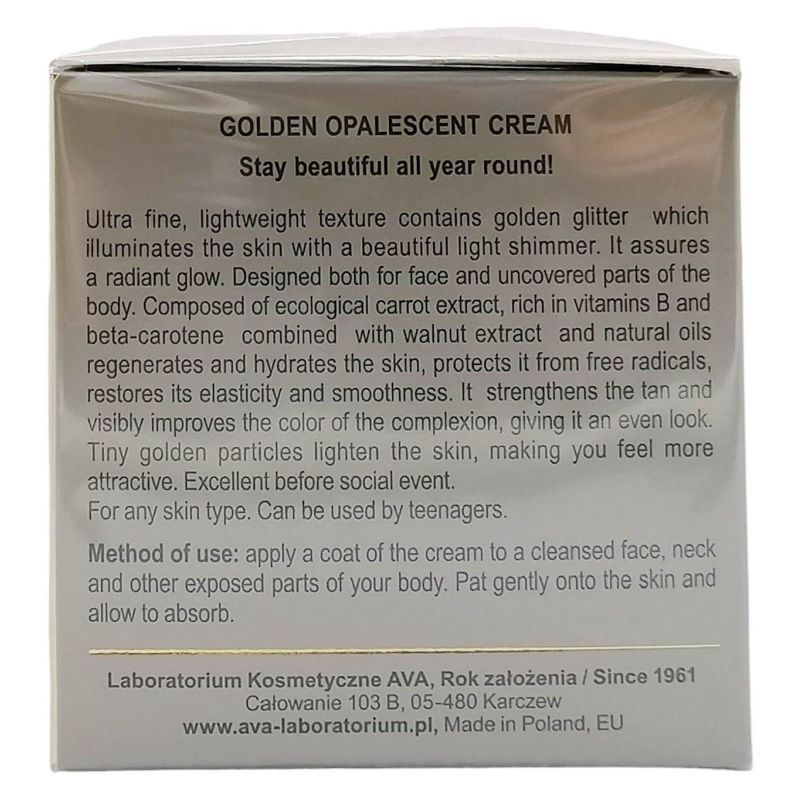 GOLDEN OPALESCENT CREAM
Stay beautiful all year round!
Ultra fine, lightweight texture contains golden glitter which
illuminates the skin with a beautiful light shimmer. It assures
a radiant glow. Designed both for face and uncovered parts of the
body. Composed of ecological carrot extract, rich in vitamins B and
beta-carotene combined with walnut extract and natural oils
regenerates and hydrates the skin, protects it from free radicals,
restores its elasticity and smoothness. It strengthens the tan and
visibly improves the color of the complexion, giving it an even look.
Tiny golden particles lighten the skin, making you feel more
attractive. Excellent before social event.
For any skin type. Can be used by teenagers.
Method of use: apply a coat of the cream to a cleansed face, neck
and other exposed parts of your body. Pat gently onto the skin and
allow to absorb.
Laboratorium Kosmetyczne AVA, Rok założenia / Since 1961
Całowanie 103 B, 05-480 Karczew
www.ava-laboratorium.pl, Made in Poland, EU